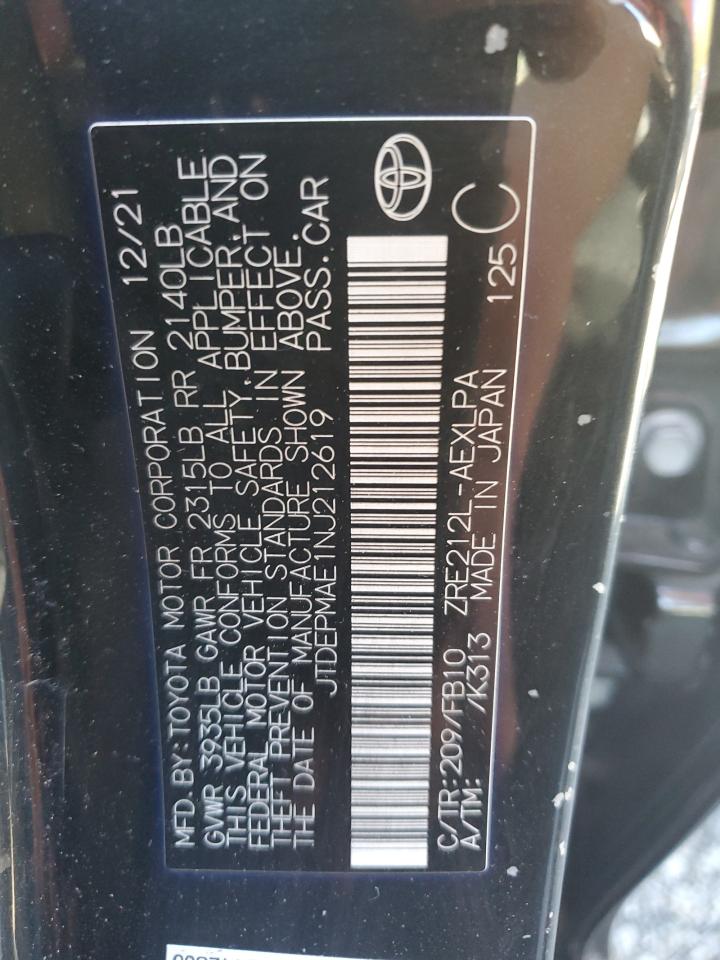 MFD. BY: TOYOTA MOTOR CORPORATION 12/21
GVWR 3935LB GAWR FR 2315LB RR 2140LB
THIS VEHICLE CONFORMS TO ALL APPLICABLE
FEDERAL MOTOR VEHICLE SAFETY, BUMPER, AND
THEFT PREVENTION STANDARDS IN EFFECT ON
THE DATE OF MANUFACTURE SHOWN ABOVE.
JTDEPMAE1NJ212619 PASS. CAR
C/TR: 209/FB10 ZRE212L-AEXLPA
A/TM: /K313 MADE IN JAPAN 125 C